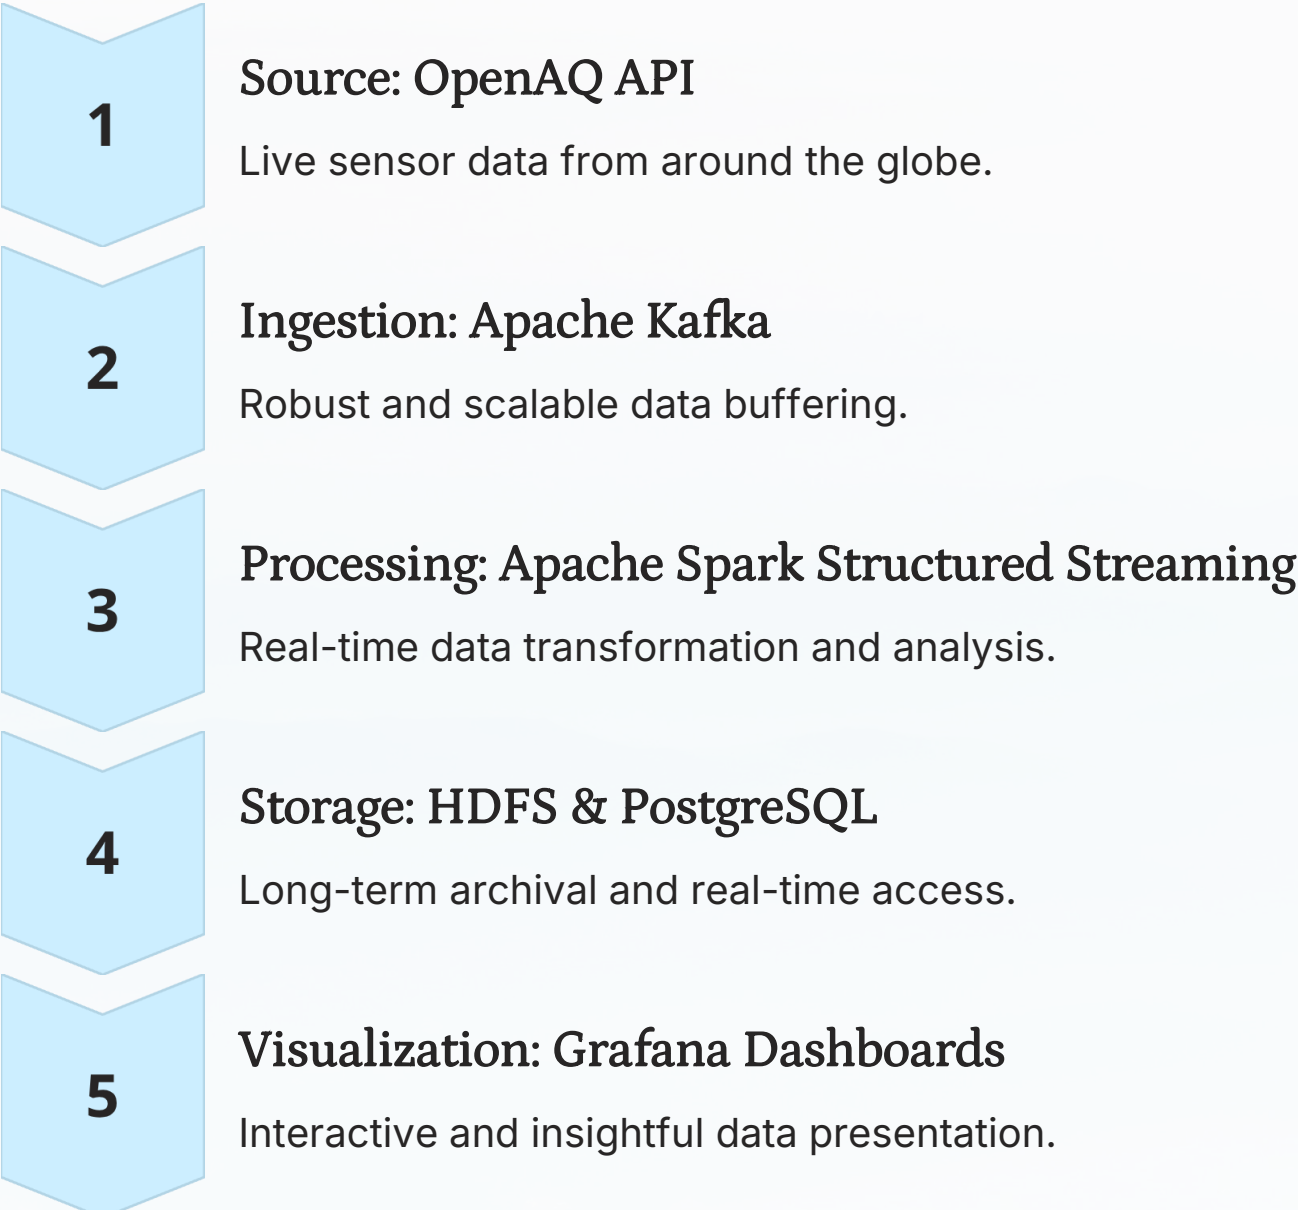 1
Source: OpenAQ API
Live sensor data from around the globe.
2
Ingestion: Apache Kafka
Robust and scalable data buffering.
3
Processing: Apache Spark Structured Streaming
Real-time data transformation and analysis.
4
Storage: HDFS & PostgreSQL
Long-term archival and real-time access.
5
Visualization: Grafana Dashboards
Interactive and insightful data presentation.